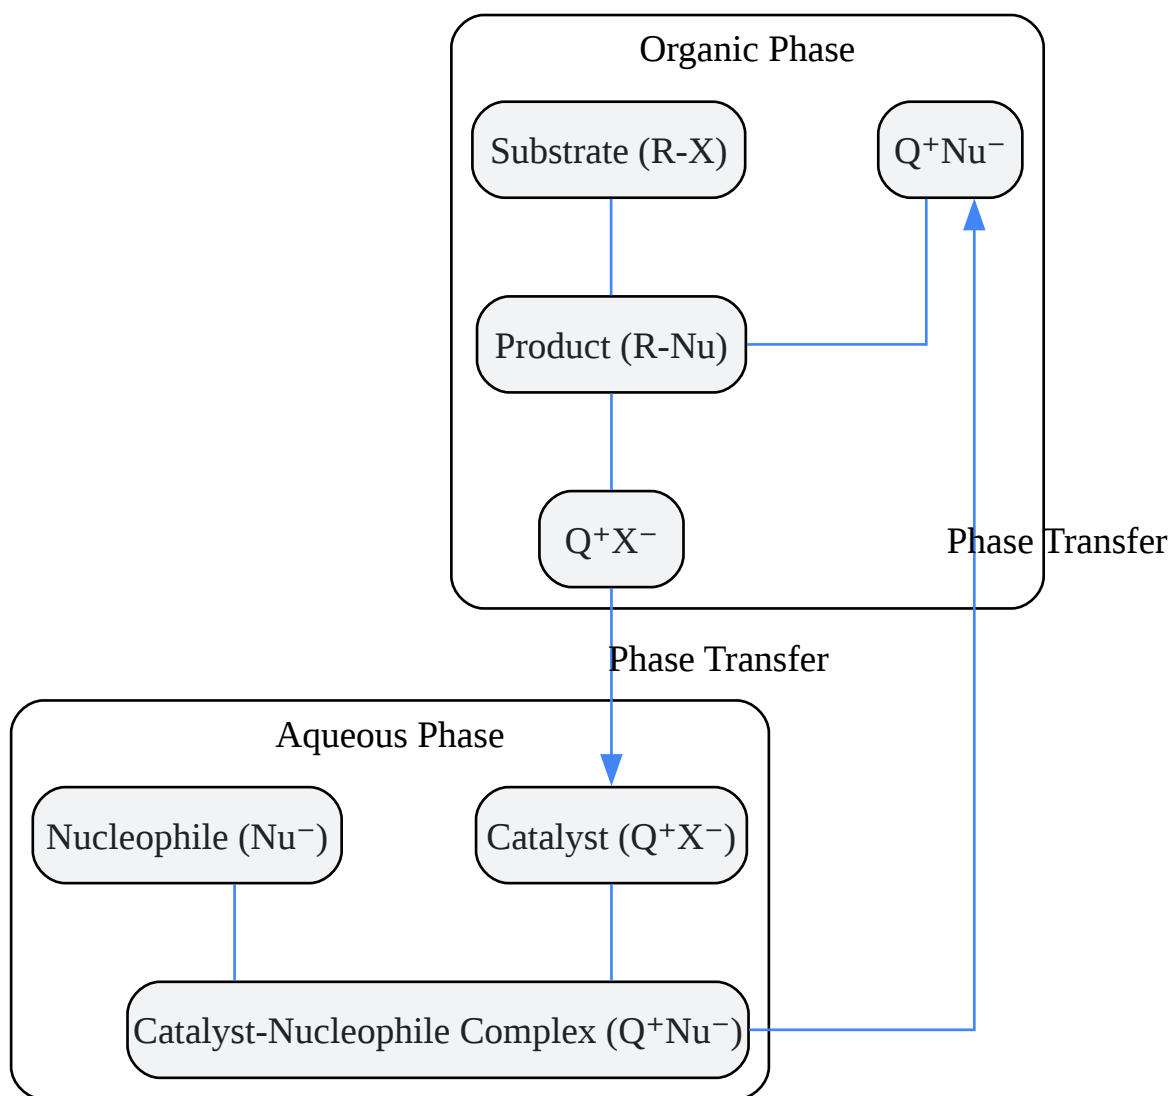 Organic Phase
Substrate (R-X)
Q⁺Nu⁻
Product (R-Nu)
Q⁺X⁻
Phase Transfer
Phase Transfer
Aqueous Phase
Nucleophile (Nu⁻)
Catalyst (Q⁺X⁻)
Catalyst-Nucleophile Complex (Q⁺Nu⁻)